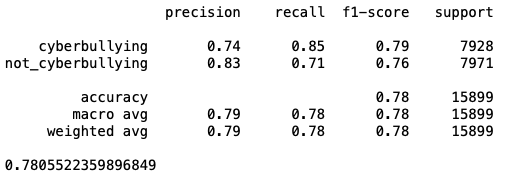 precision recall f1-score support
cyberbullying 0.74 0.85 0.79 7928
not_cyberbullying 0.83 0.71 0.76 7971
accuracy 0.78 15899
macro avg 0.79 0.78 0.78 15899
weighted avg 0.79 0.78 0.78 15899
0.7805522359896849